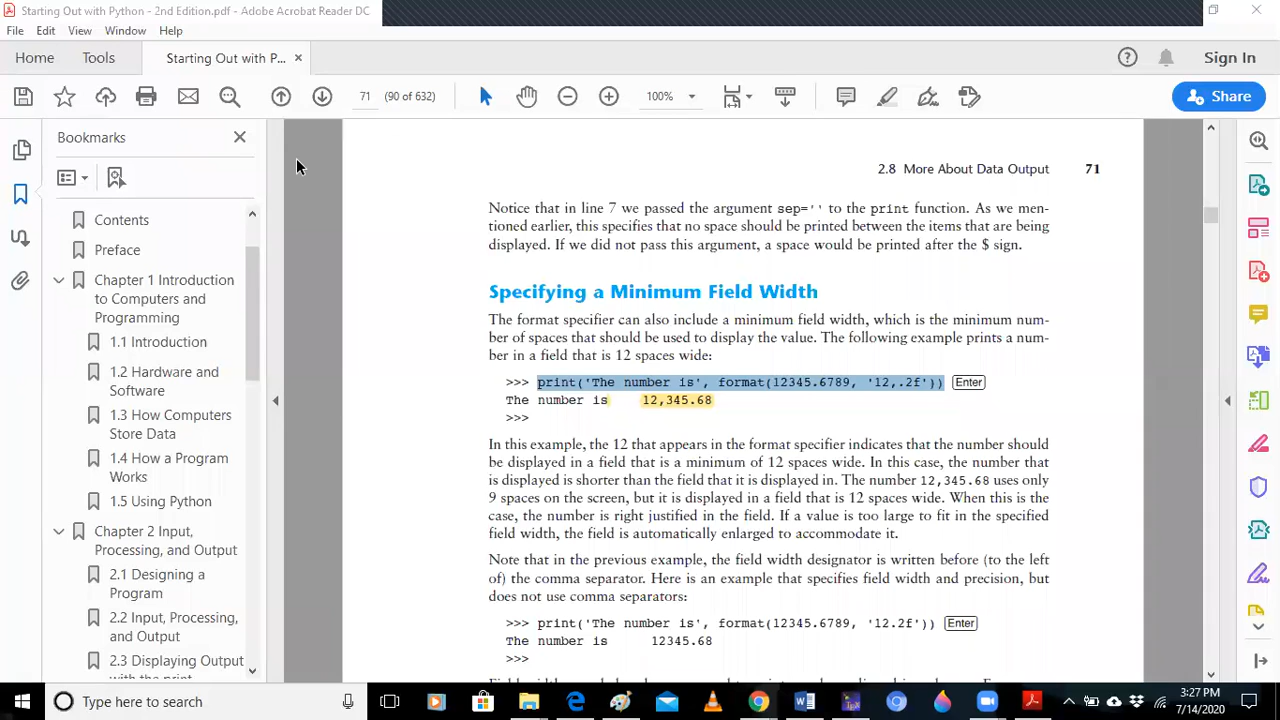 Starting Out with Python - 2nd Edition.pdf - Adobe Acrobat Reader DC
File Edit View Window Help
Home Tools Starting Out with P... × Sign In
71 (90 of 632) 100% Share
Bookmarks
Contents
Preface
Chapter 1 Introduction
to Computers and
Programming
1.1 Introduction
1.2 Hardware and
Software
1.3 How Computers
Store Data
1.4 How a Program
Works
1.5 Using Python
Chapter 2 Input,
Processing, and Output
2.1 Designing a
Program
2.2 Input, Processing,
and Output
2.3 Displaying Output
with the print
2.8 More About Data Output 71
Notice that in line 7 we passed the argument sep='' to the print function. As we men-
tioned earlier, this specifies that no space should be printed between the items that are being
displayed. If we did not pass this argument, a space would be printed after the $ sign.
Specifying a Minimum Field Width
The format specifier can also include a minimum field width, which is the minimum num-
ber of spaces that should be used to display the value. The following example prints a num-
ber in a field that is 12 spaces wide:
>>> print('The number is', format(12345.6789, '12,.2f')) Enter
The number is    12,345.68
>>>
In this example, the 12 that appears in the format specifier indicates that the number should
be displayed in a field that is a minimum of 12 spaces wide. In this case, the number that
is displayed is shorter than the field that it is displayed in. The number 12,345.68 uses only
9 spaces on the screen, but it is displayed in a field that is 12 spaces wide. When this is the
case, the number is right justified in the field. If a value is too large to fit in the specified
field width, the field is automatically enlarged to accommodate it.
Note that in the previous example, the field width designator is written before (to the left
of) the comma separator. Here is an example that specifies field width and precision, but
does not use comma separators:
>>> print('The number is', format(12345.6789, '12.2f')) Enter
The number is     12345.68
>>>
Type here to search
3:27 PM
7/14/2020